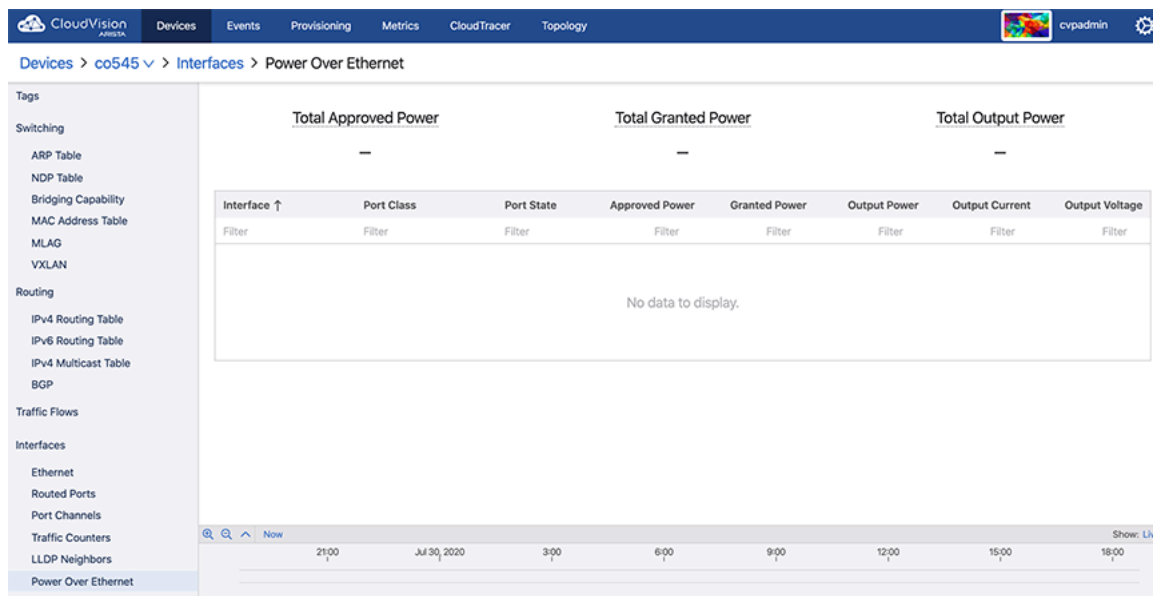 CloudVision
ARISTA
Devices Events Provisioning Metrics CloudTracer Topology cvpadmin
Devices > co545 > Interfaces > Power Over Ethernet
Tags
Switching
ARP Table
NDP Table
Bridging Capability
MAC Address Table
MLAG
VXLAN
Routing
IPv4 Routing Table
IPv6 Routing Table
IPv4 Multicast Table
BGP
Traffic Flows
Interfaces
Ethernet
Routed Ports
Port Channels
Traffic Counters
LLDP Neighbors
Power Over Ethernet
Total Approved Power Total Granted Power Total Output Power
– – –
Interface ↑ Port Class Port State Approved Power Granted Power Output Power Output Current Output Voltage
Filter Filter Filter Filter Filter Filter Filter Filter
No data to display.
Now Show: Liv
21:00 Jul 30, 2020 3:00 6:00 9:00 12:00 15:00 18:00